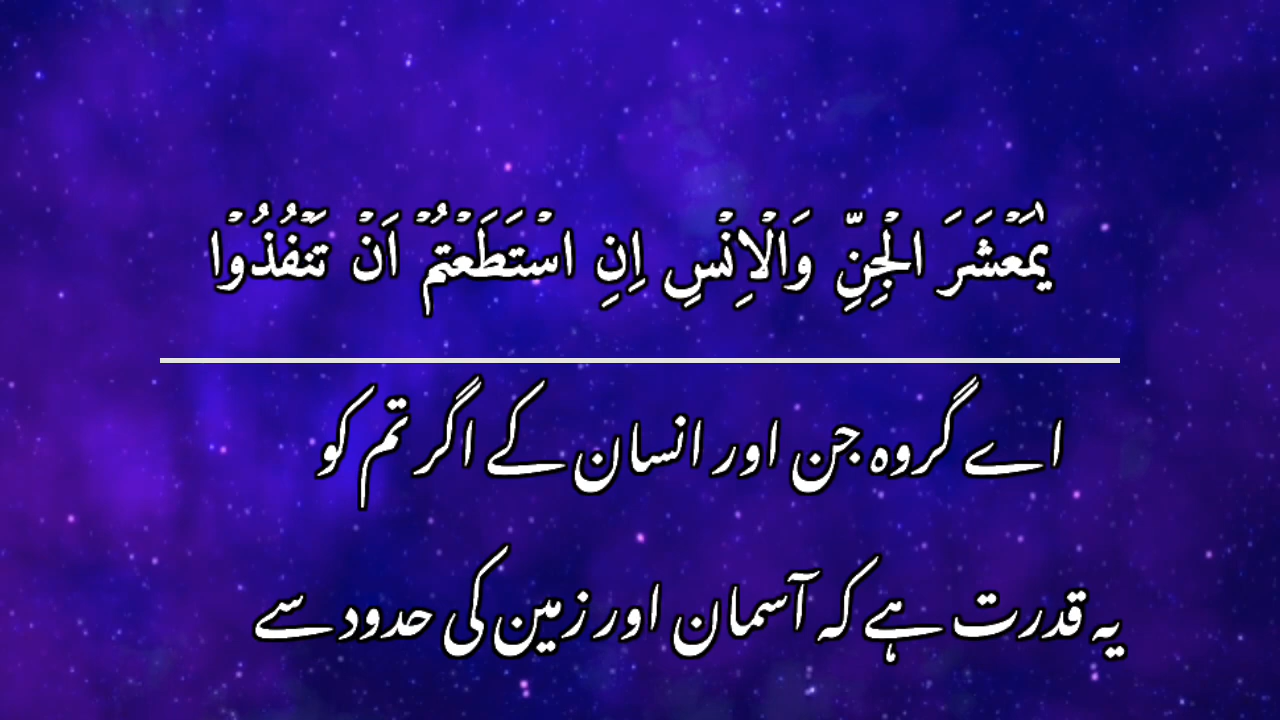 یٰمَعْشَرَ الْجِنِّ وَالْاِنْسِ اِنِ اسْتَطَعْتُمْ اَنْ تَنْفُذُوْا
اے گروہ جن اور انسان کے اگر تم کو
یہ قدرت ہے کہ آسمان اور زمین کی حدود سے